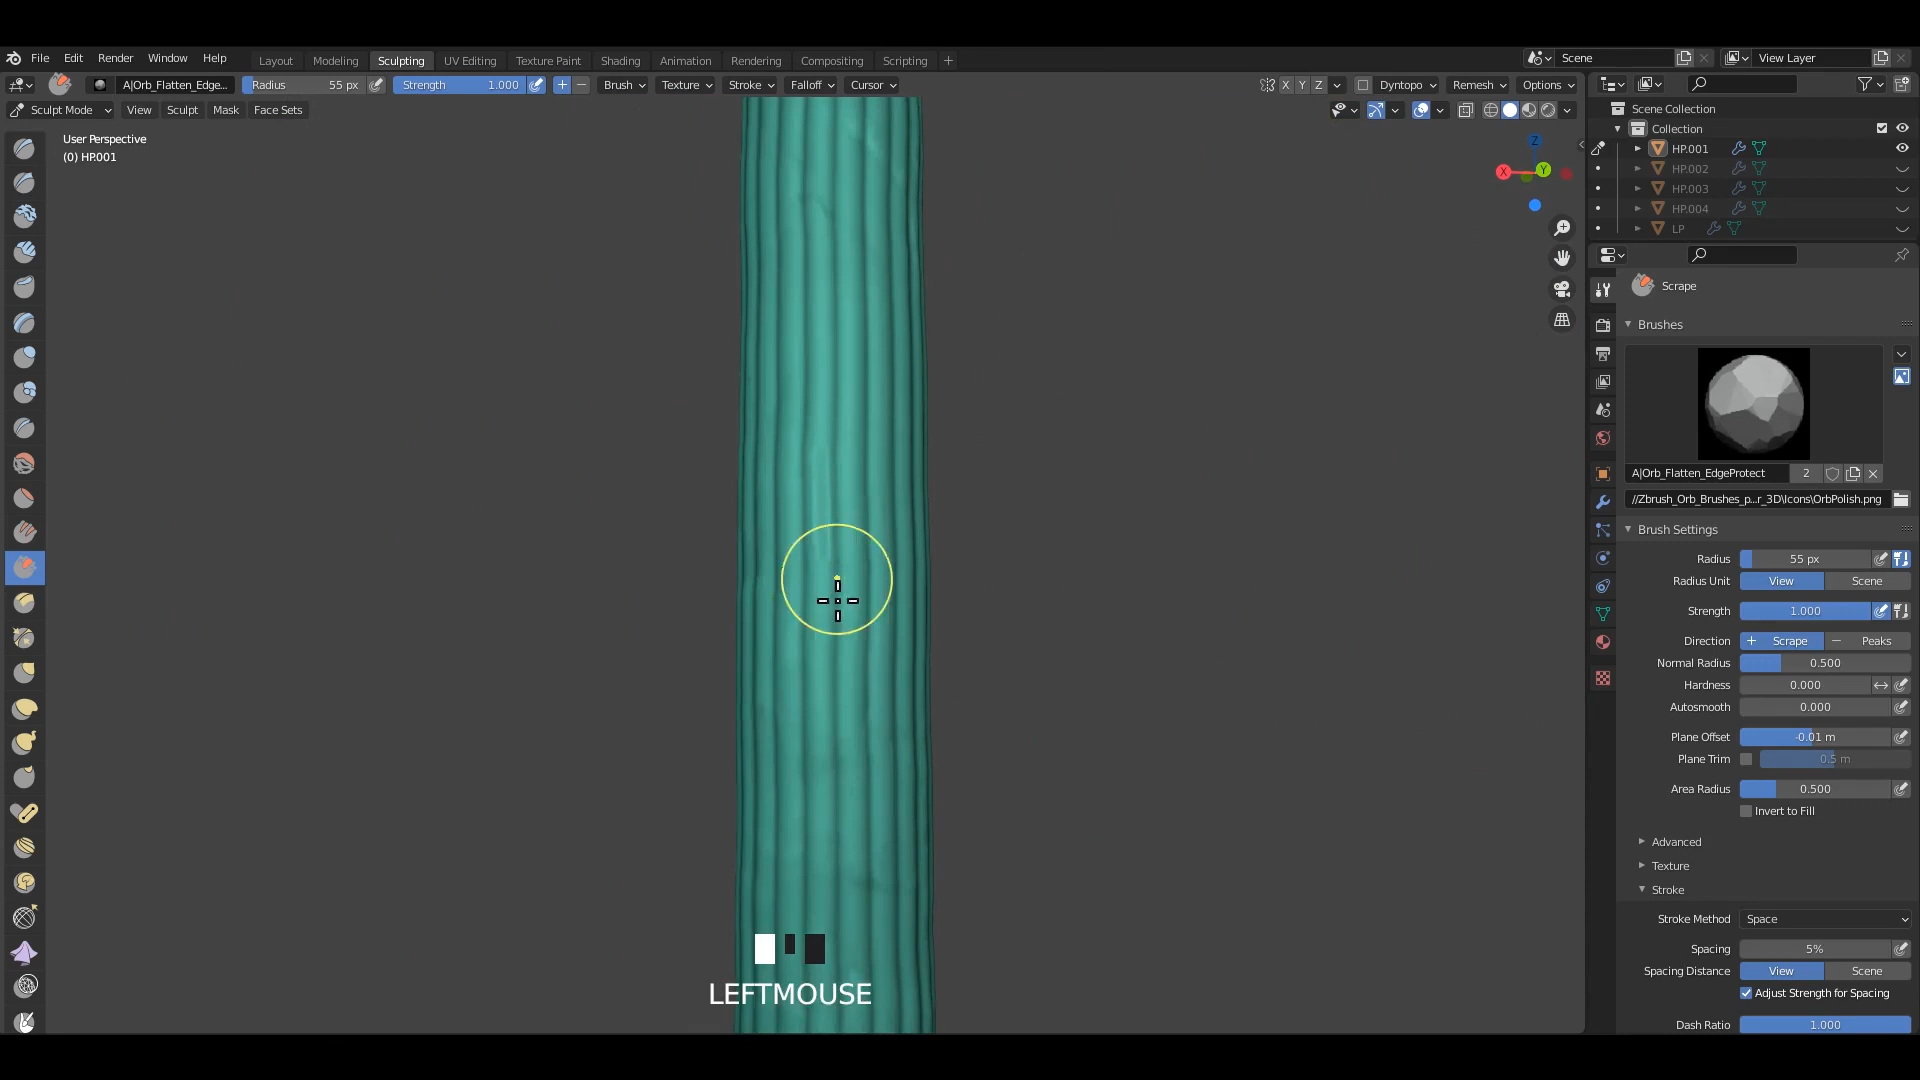 File Edit Render Window Help Layout Modeling Sculpting UV Editing Texture Paint Shading Animation Rendering Compositing Scripting + Scene View Layer
A|Orb_Flatten_Edge... Radius 55 px Strength 1.000 + − Brush Texture Stroke Falloff Cursor X Y Z Dyntopo Remesh Options
Sculpt Mode View Sculpt Mask Face Sets
User Perspective
(0) HP.001
Z
X Y
LEFTMOUSE
Scene Collection
Collection
HP.001
HP.002
HP.003
HP.004
LP
Scrape
Brushes
A|Orb_Flatten_EdgeProtect 2
//Zbrush_Orb_Brushes_p...r_3D\Icons\OrbPolish.png
Brush Settings
Radius 55 px
Radius Unit View Scene
Strength 1.000
Direction + Scrape − Peaks
Normal Radius 0.500
Hardness 0.000
Autosmooth 0.000
Plane Offset -0.01 m
Plane Trim 0.5 m
Area Radius 0.500
Invert to Fill
Advanced
Texture
Stroke
Stroke Method Space
Spacing 5%
Spacing Distance View Scene
Adjust Strength for Spacing
Dash Ratio 1.000